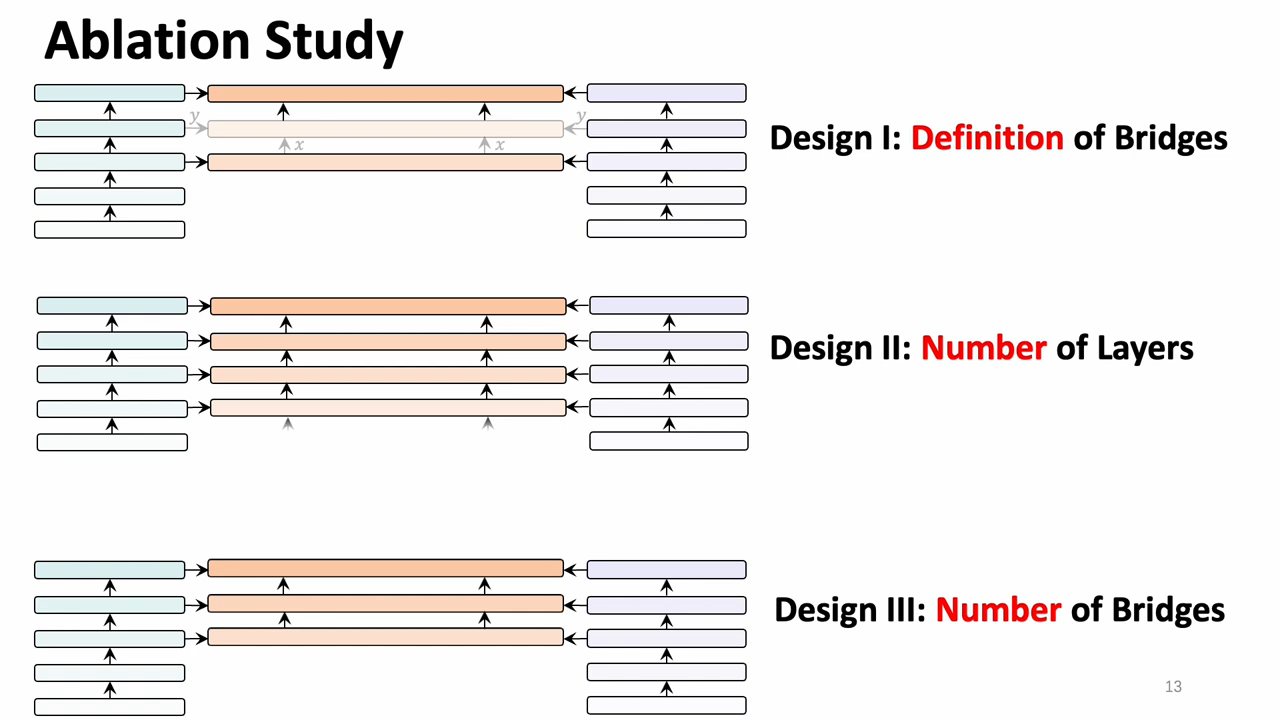 Ablation Study
y
y
x
x
Design I: Definition of Bridges
Design II: Number of Layers
Design III: Number of Bridges
13